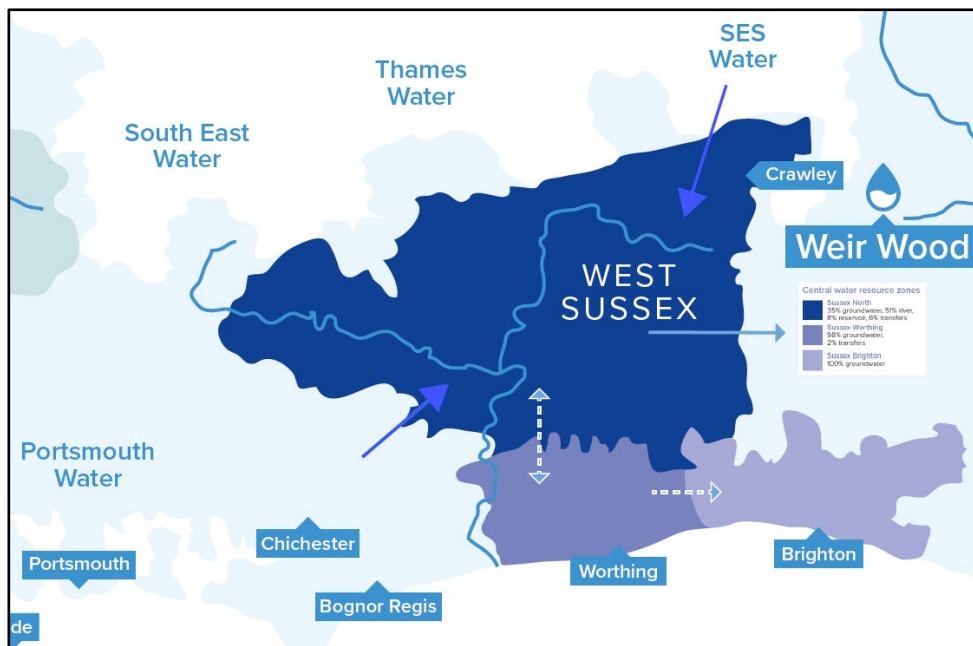 SES
Water
Thames
Water
South East
Water
Crawley
Weir Wood
WEST
SUSSEX
Central water resource zones
Sussex North
35% groundwater, 51% river,
8% reservoir, 6% transfers
Sussex Worthing
98% groundwater,
2% transfers
Sussex Brighton
100% groundwater
Portsmouth
Water
Chichester
Portsmouth
Worthing
Brighton
Bognor Regis
de